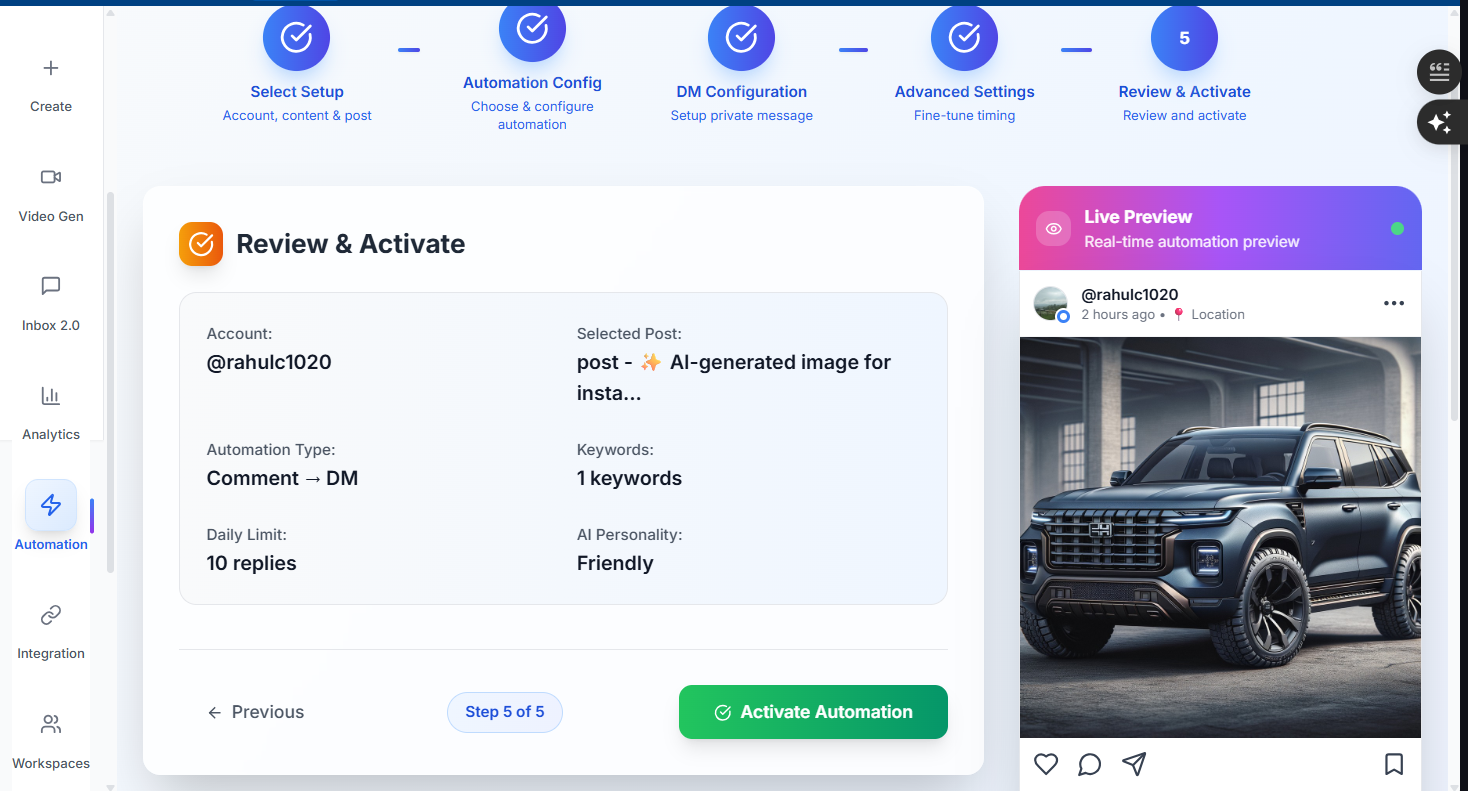 Create
Video Gen
Inbox 2.0
Analytics
Automation
Integration
Workspaces
Select Setup
Account, content & post
Automation Config
Choose & configure
automation
DM Configuration
Setup private message
Advanced Settings
Fine-tune timing
5
Review & Activate
Review and activate
Review & Activate
Account:
@rahulc1020
Selected Post:
post - ✨ AI-generated image for
insta...
Automation Type:
Comment → DM
Keywords:
1 keywords
Daily Limit:
10 replies
AI Personality:
Friendly
← Previous
Step 5 of 5
Activate Automation
Live Preview
Real-time automation preview
@rahulc1020
2 hours ago • 📍 Location